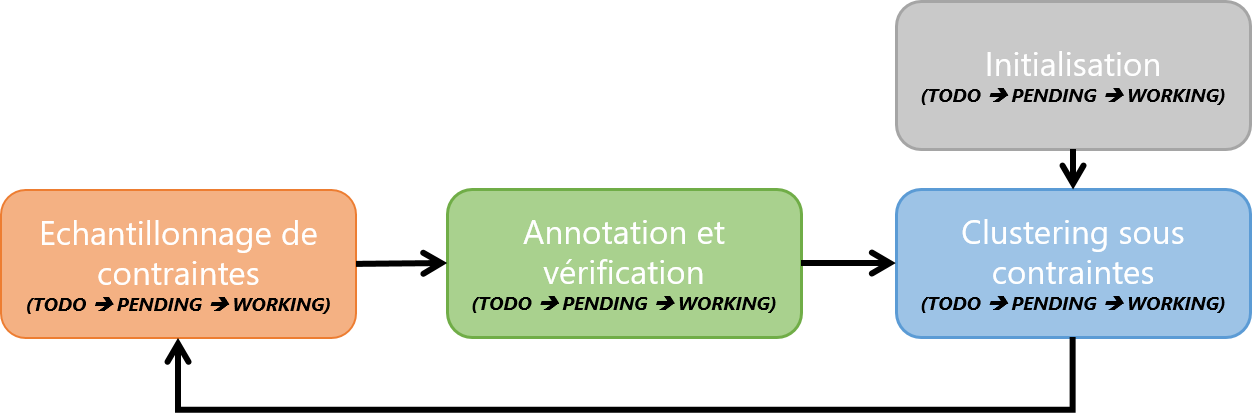 Initialisation
(TODO ➔ PENDING ➔ WORKING)
Echantillonnage de
contraintes
(TODO ➔ PENDING ➔ WORKING)
Annotation et
vérification
(TODO ➔ PENDING ➔ WORKING)
Clustering sous
contraintes
(TODO ➔ PENDING ➔ WORKING)